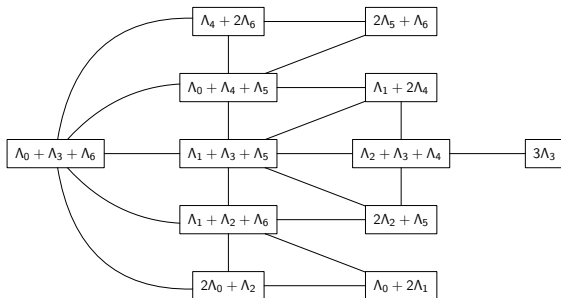 Λ₄ + 2Λ₆
2Λ₅ + Λ₆
Λ₀ + Λ₄ + Λ₅
Λ₁ + 2Λ₄
Λ₀ + Λ₃ + Λ₆
Λ₁ + Λ₃ + Λ₅
Λ₂ + Λ₃ + Λ₄
3Λ₃
Λ₁ + Λ₂ + Λ₆
2Λ₂ + Λ₅
2Λ₀ + Λ₂
Λ₀ + 2Λ₁